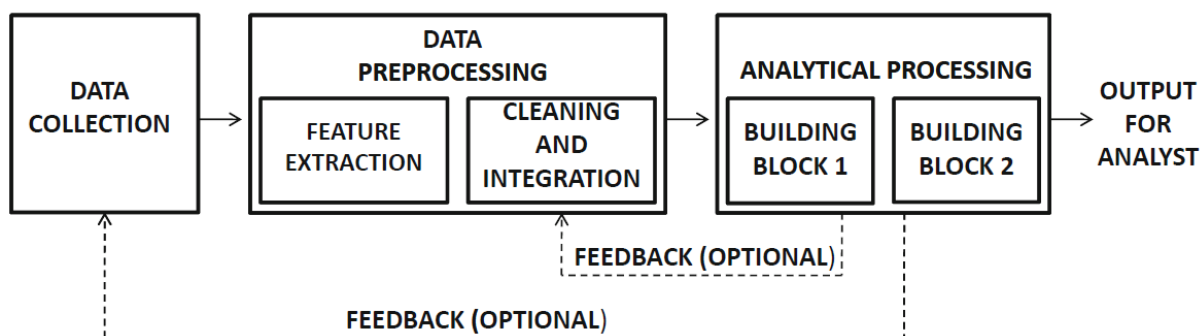 DATA
COLLECTION
DATA
PREPROCESSING
FEATURE
EXTRACTION
CLEANING
AND
INTEGRATION
ANALYTICAL PROCESSING
BUILDING
BLOCK 1
BUILDING
BLOCK 2
OUTPUT
FOR
ANALYST
FEEDBACK (OPTIONAL)
FEEDBACK (OPTIONAL)